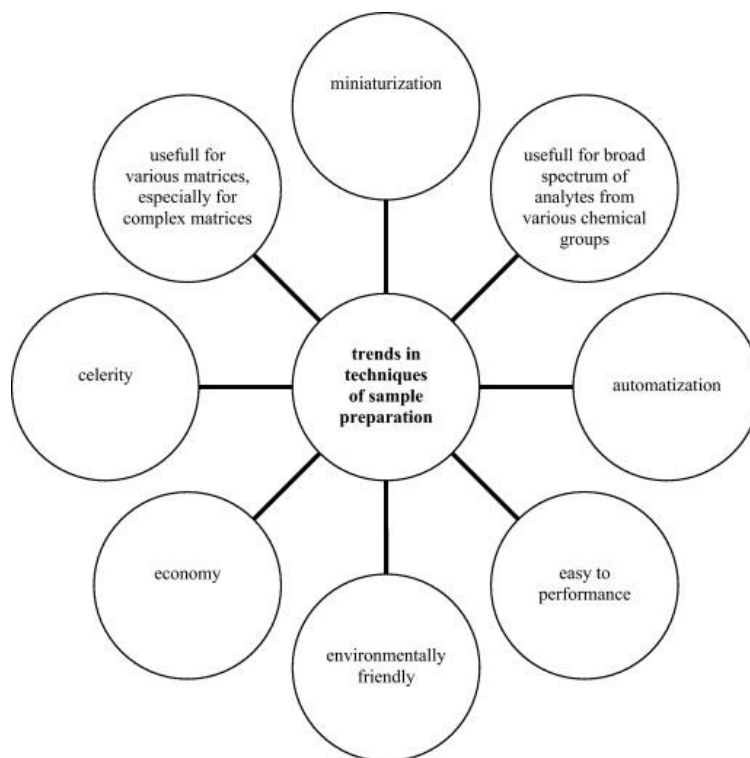 miniaturization
usefull for
various matrices,
especially for
complex matrices
usefull for broad
spectrum of
analytes from
various chemical
groups
celerity
trends in
techniques
of sample
preparation
automatization
economy
easy to
performance
environmentally
friendly